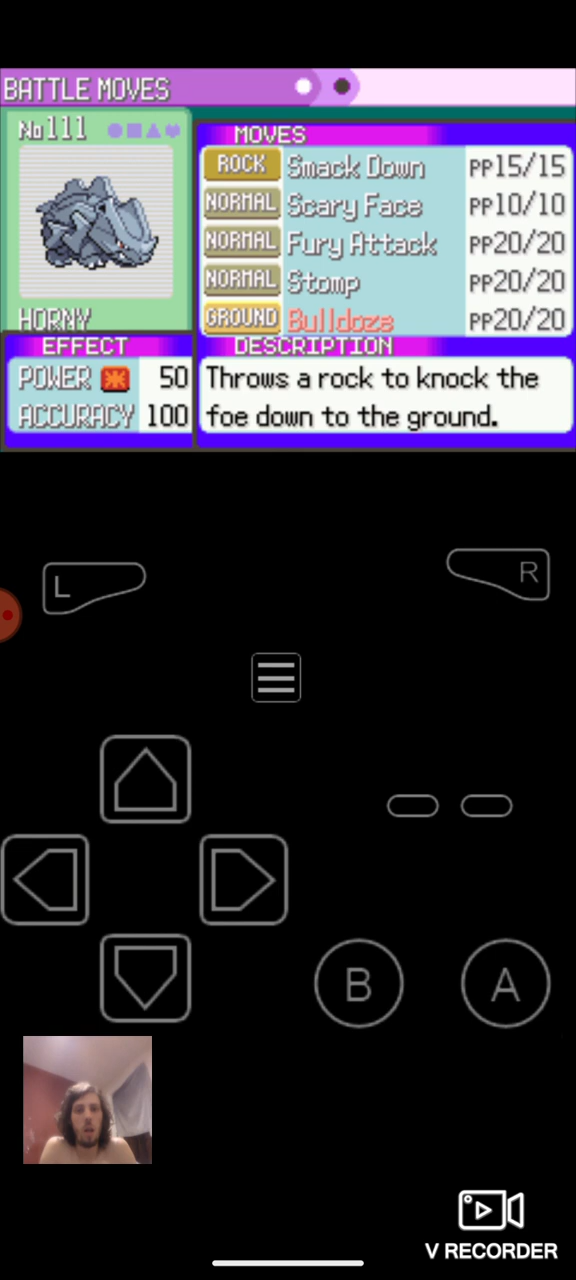 BATTLE MOVES
No111
MOVES
ROCK Smack Down PP15/15
NORMAL Scary Face PP10/10
NORMAL Fury Attack PP20/20
NORMAL Stomp PP20/20
HORNY
GROUND Bulldoze PP20/20
EFFECT
DESCRIPTION
POWER 50
Throws a rock to knock the
ACCURACY 100
foe down to the ground.
L
R
B
A
V RECORDER